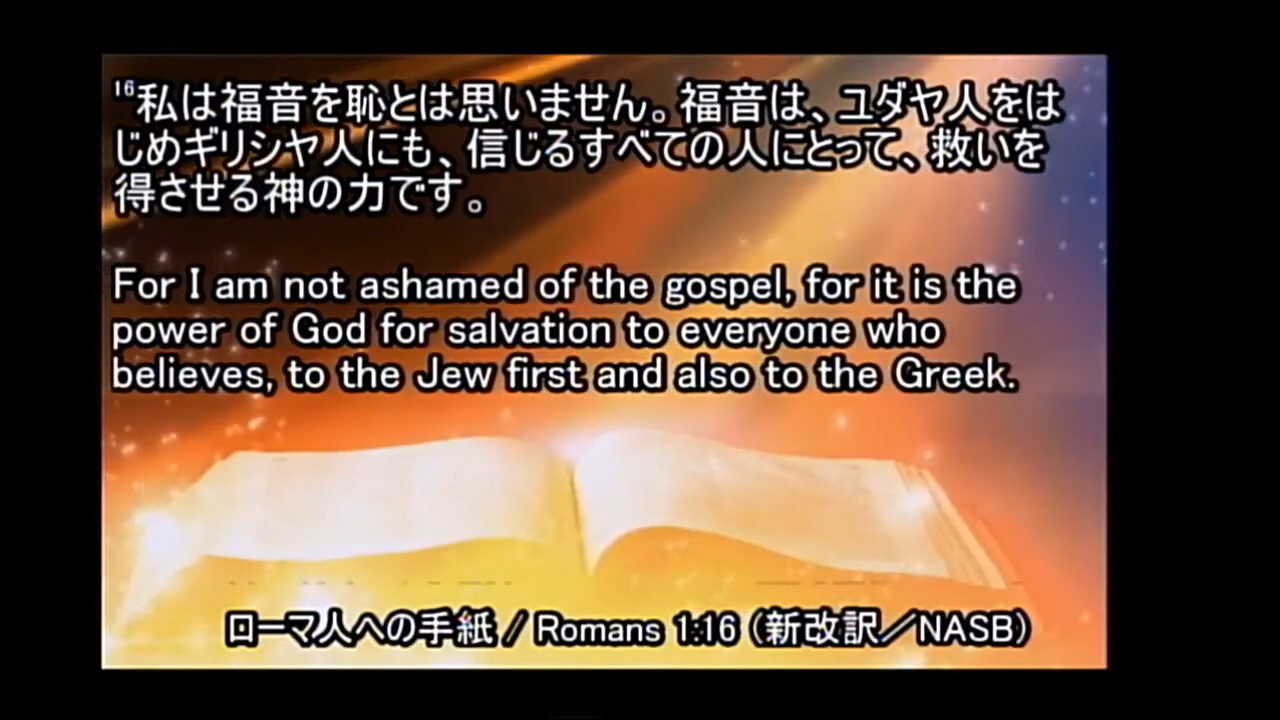 16私は福音を恥とは思いません。福音は、ユダヤ人をは
じめギリシヤ人にも、信じるすべての人にとって、救いを
得させる神の力です。
For I am not ashamed of the gospel, for it is the
power of God for salvation to everyone who
believes, to the Jew first and also to the Greek.
ローマ人への手紙 / Romans 1:16 (新改訳／NASB)